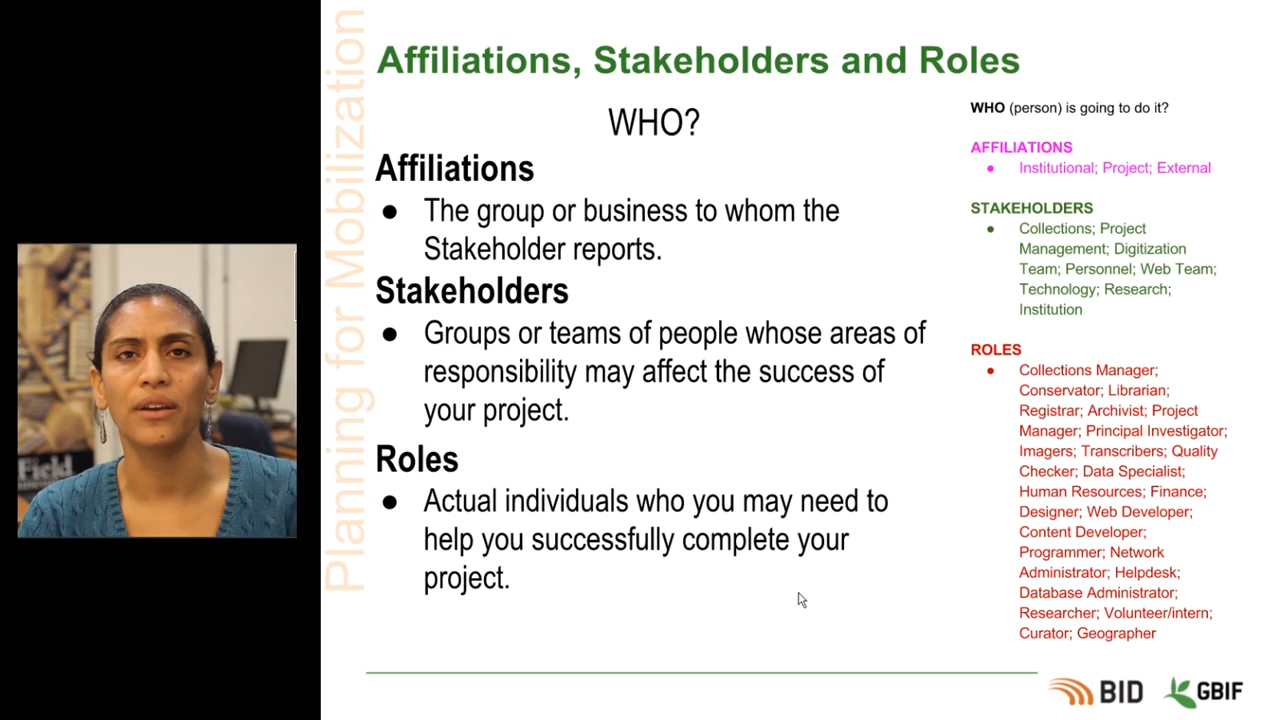 Planning for Mobilization
Affiliations, Stakeholders and Roles
WHO?
Affiliations
● The group or business to whom the
Stakeholder reports.
Stakeholders
● Groups or teams of people whose areas of
responsibility may affect the success of
your project.
Roles
● Actual individuals who you may need to
help you successfully complete your
project.
WHO (person) is going to do it?
AFFILIATIONS
● Institutional; Project; External
STAKEHOLDERS
● Collections; Project
Management; Digitization
Team; Personnel; Web Team;
Technology; Research;
Institution
ROLES
● Collections Manager;
Conservator; Librarian;
Registrar; Archivist; Project
Manager; Principal Investigator;
Imagers; Transcribers; Quality
Checker; Data Specialist;
Human Resources; Finance;
Designer; Web Developer;
Content Developer;
Programmer; Network
Administrator; Helpdesk;
Database Administrator;
Researcher; Volunteer/intern;
Curator; Geographer
Field
BID
GBIF